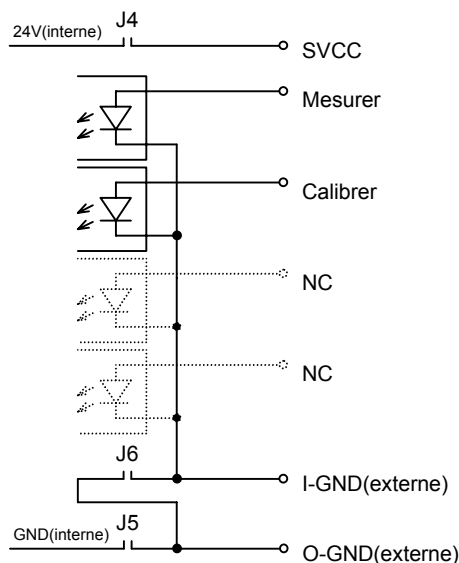 J4
24V(interne)
SVCC
Mesurer
Calibrer
NC
NC
J6
I-GND(externe)
J5
GND(interne)
O-GND(externe)